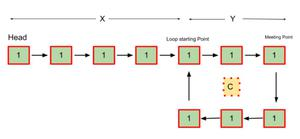 X Y
Head Loop starting Point Meeting Point
1 1 1 1 1 1 1
C
1 1 1